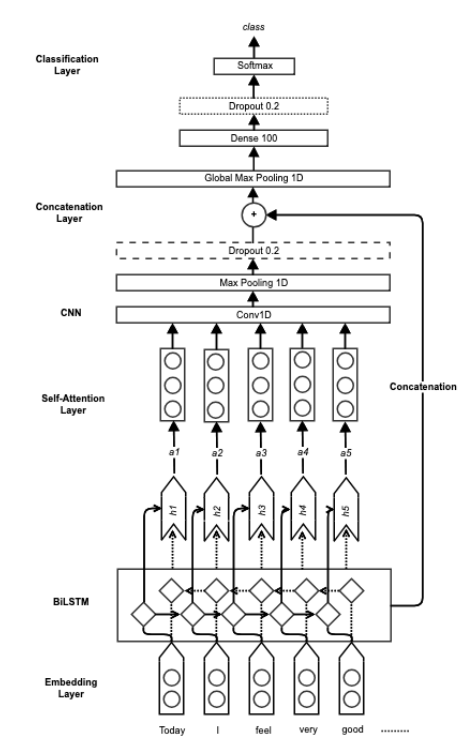 class
Classification
Layer
Softmax
Dropout 0.2
Dense 100
Global Max Pooling 1D
Concatenation
Layer
+
Dropout 0.2
Max Pooling 1D
CNN
Conv1D
Concatenation
Self-Attention
Layer
a1 a2 a3 a4 a5
h1 h2 h3 h4 h5
BiLSTM
Embedding
Layer
Today I feel very good .........